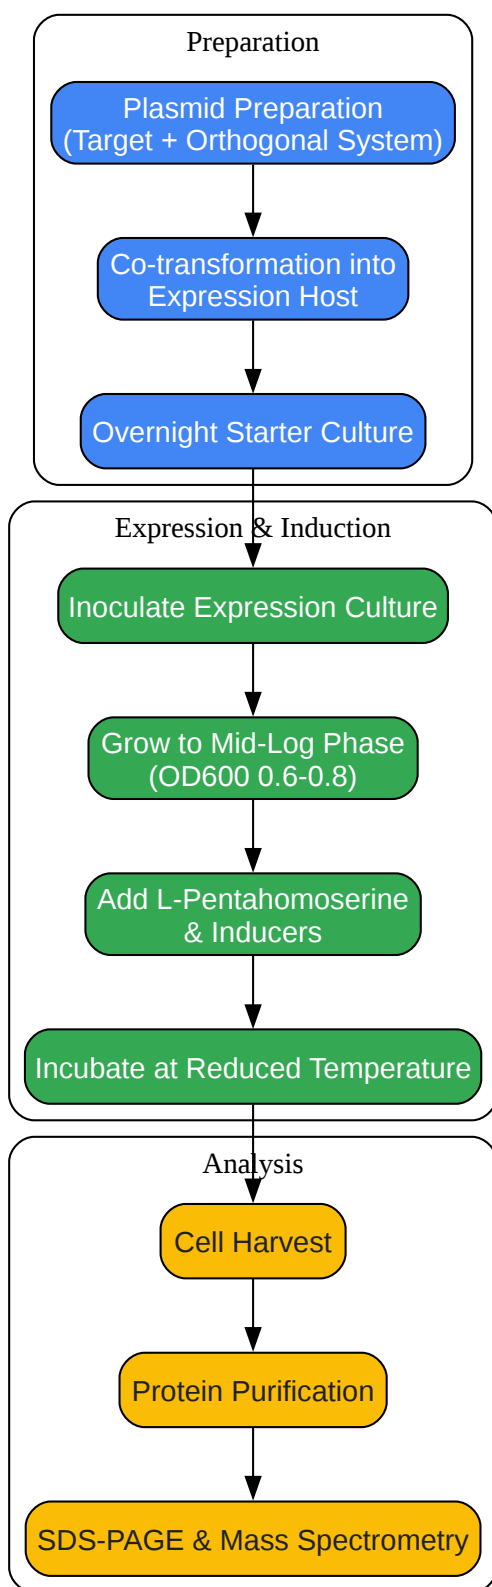 Preparation
Plasmid Preparation
(Target + Orthogonal System)
Co-transformation into
Expression Host
Overnight Starter Culture
Expression & Induction
Inoculate Expression Culture
Grow to Mid-Log Phase
(OD600 0.6-0.8)
Add L-Pentahomoserine
& Inducers
Incubate at Reduced Temperature
Analysis
Cell Harvest
Protein Purification
SDS-PAGE & Mass Spectrometry